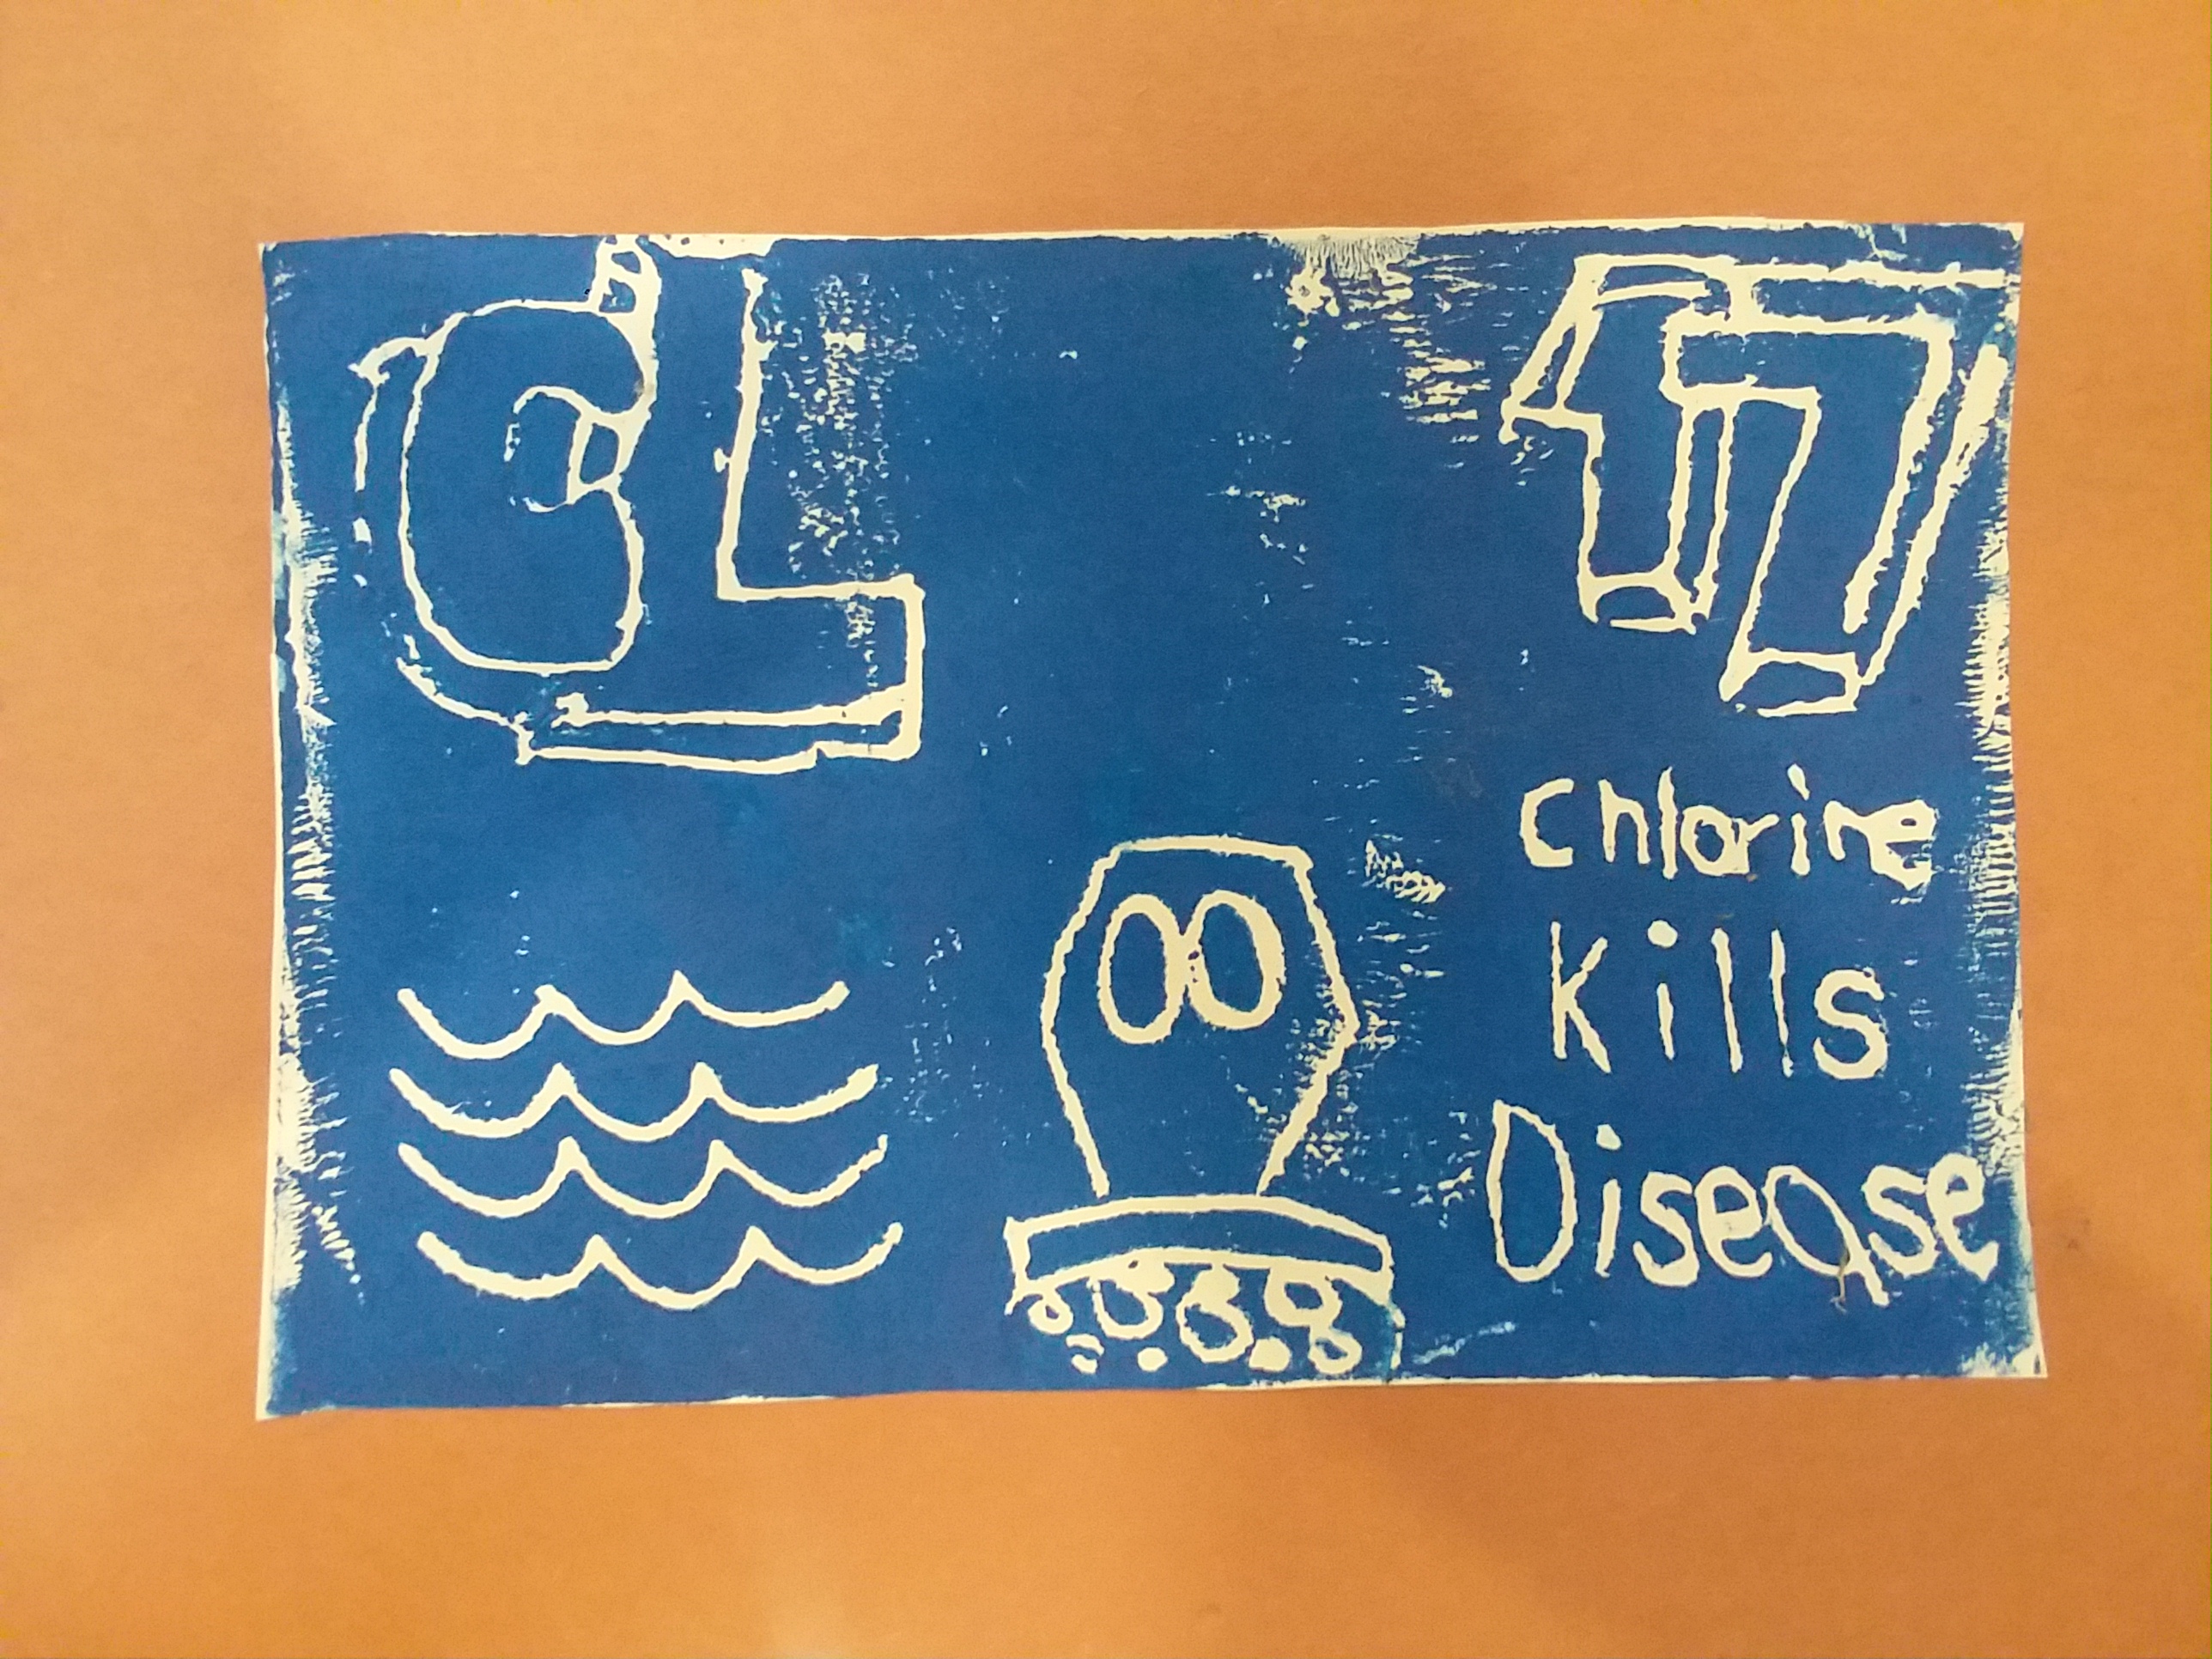 CL
17
chlorine
Kills
Disease